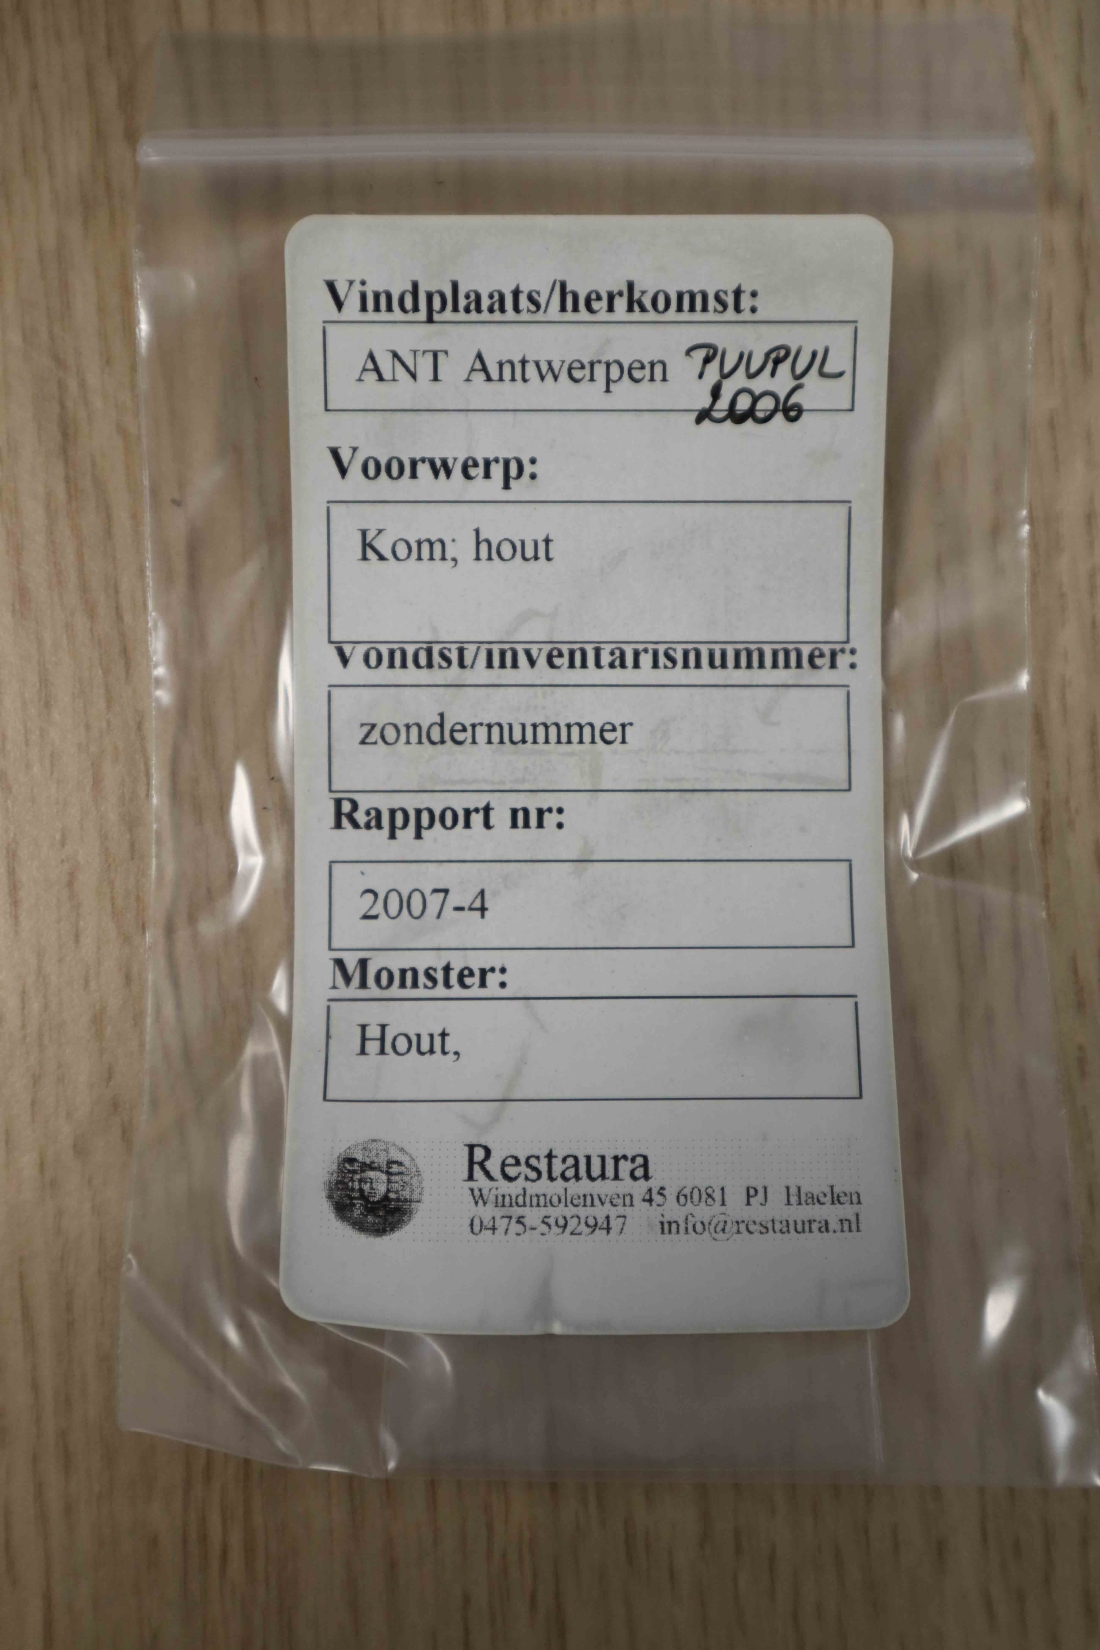 Vindplaats/herkomst:
ANT Antwerpen PUUPUL
2006
Voorwerp:
Kom; hout
Vondst/inventarisnummer:
zondernummer
Rapport nr:
2007-4
Monster:
Hout,
Restaura
Windmolenven 45 6081 PJ Haelen
0475-592947 info@restaura.nl